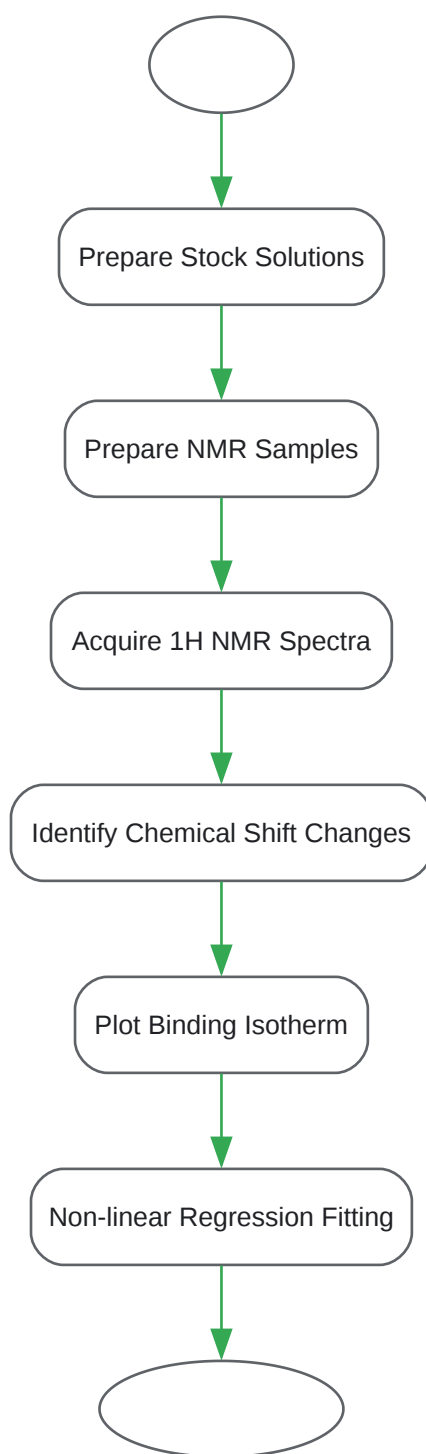 Prepare Stock Solutions
Prepare NMR Samples
Acquire 1H NMR Spectra
Identify Chemical Shift Changes
Plot Binding Isotherm
Non-linear Regression Fitting